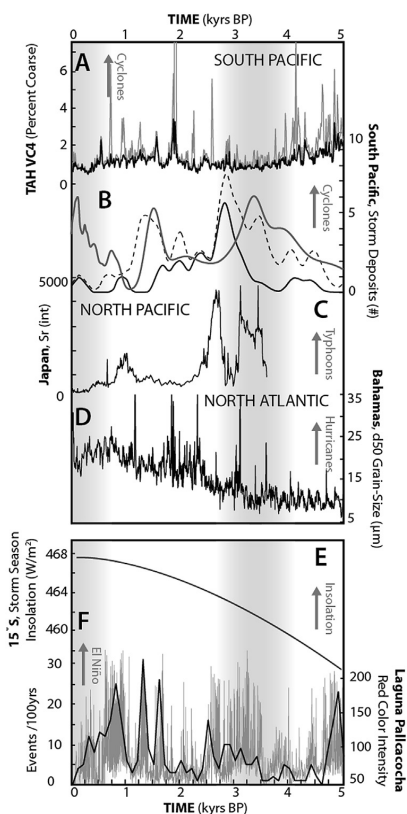 TIME (kyrs BP)
0 1 2 3 4 5
A
Cyclones
SOUTH PACIFIC
TAH VC4 (Percent Coarse)
6
4
2
0
B
Cyclones
South Pacific, Storm Deposits (#)
10
5
0
NORTH PACIFIC
C
Typhoons
Japan, Sr (int)
5000
0
D
NORTH ATLANTIC
Hurricanes
Bahamas, d50 Grain-Size (µm)
35
25
15
5
E
Insolation
15°S, Storm Season
Insolation (W/m²)
468
464
460
F
El Niño
Events /100yrs
30
20
10
0
Laguna Pallcacocha
Red Color Intensity
200
150
100
50
0 1 2 3 4 5
TIME (kyrs BP)